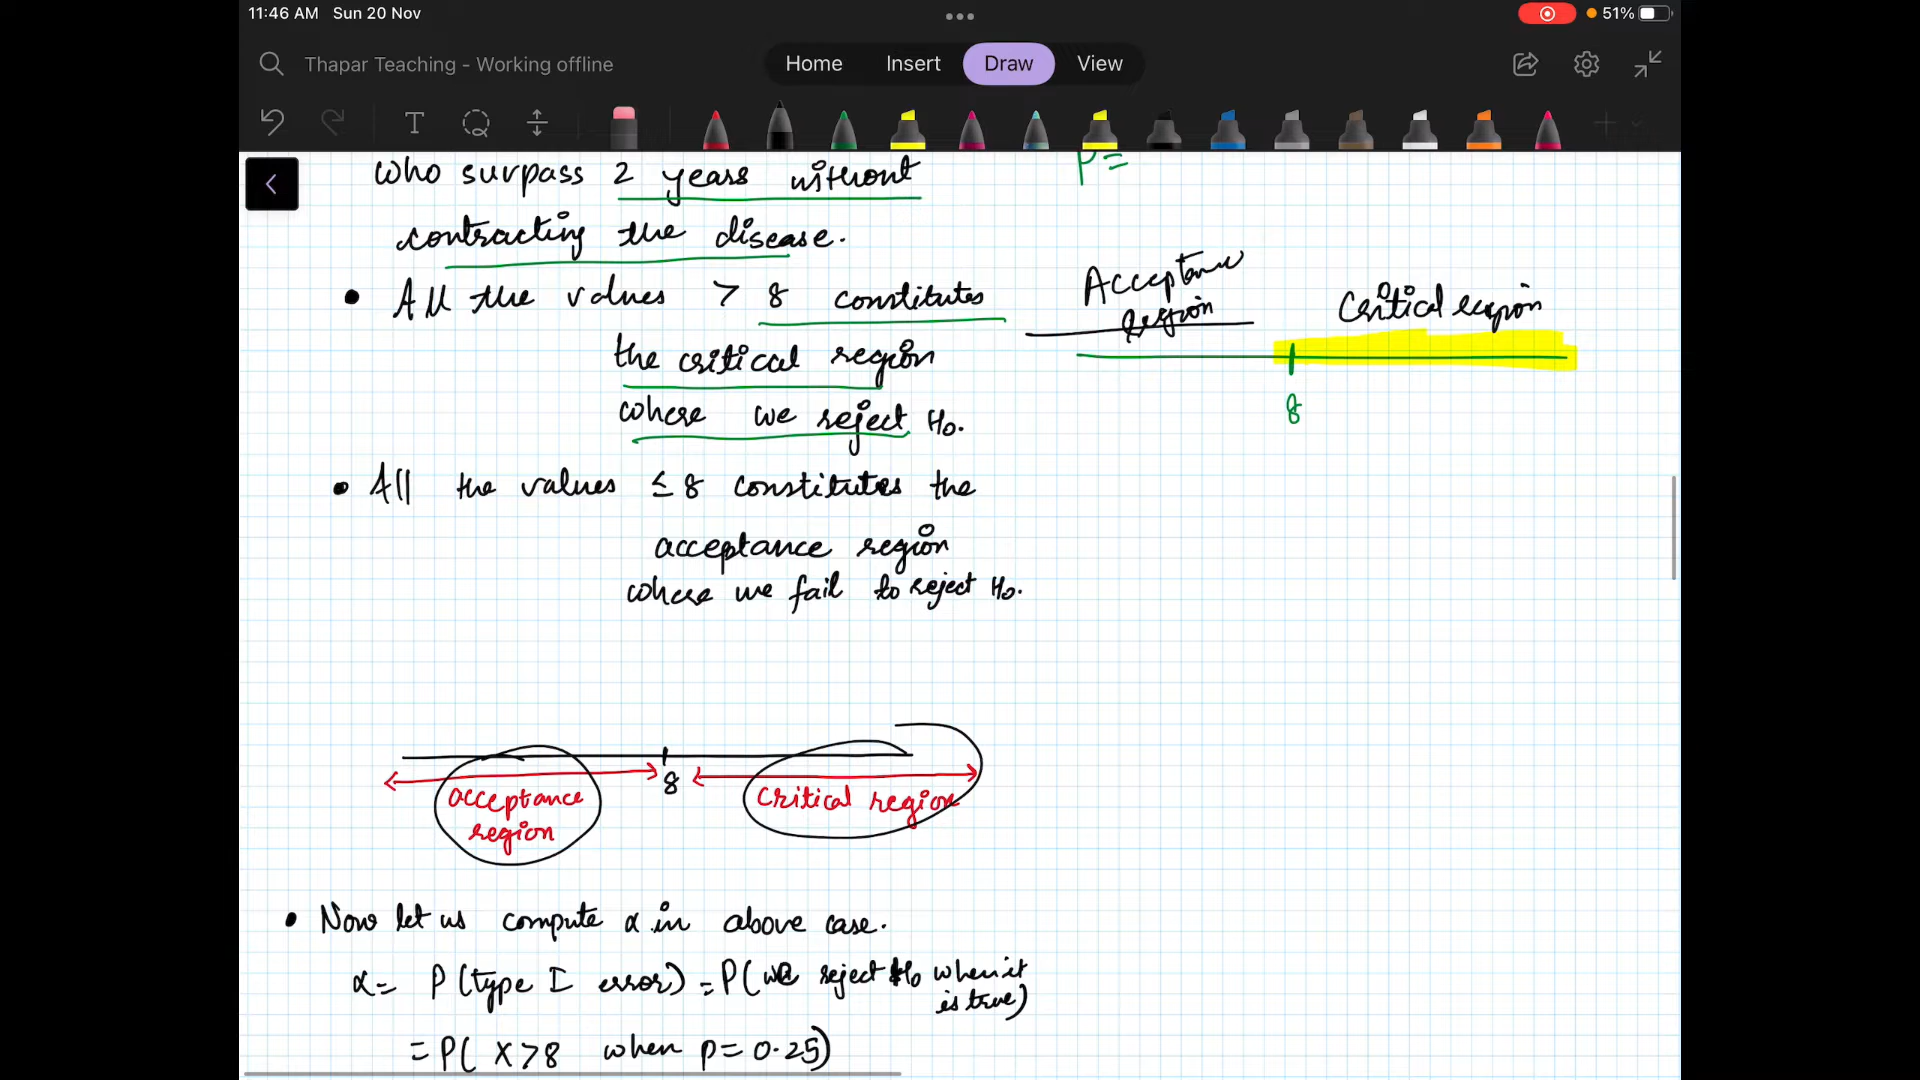 11:46 AM Sun 20 Nov
51%
Thapar Teaching - Working offline
Home Insert Draw View
who surpass 2 years without
contracting the disease.
P=
• All the values > 8 constitutes
the critical region
where we reject H₀.
Acceptance
region
Critical region
8
• All the values ≤ 8 constitutes the
acceptance region
where we fail to reject H₀.
8
acceptance
region
critical region
• Now let us compute α in above case.
α = P(type I error) = P(we reject H₀ when it
is true)
= P( X > 8 when p = 0.25)